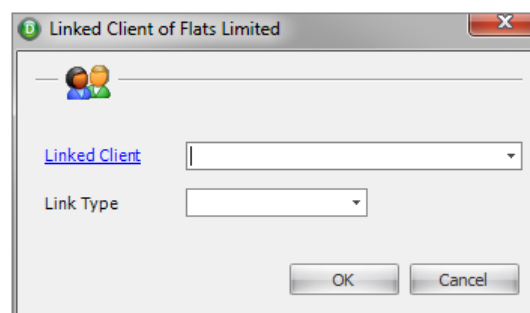 D Linked Client of Flats Limited
X
Linked Client
Link Type
OK Cancel